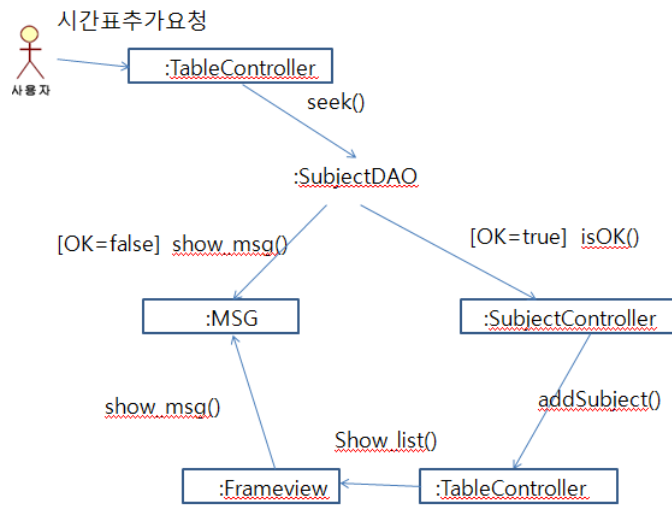 시간표추가요청
사용자
:TableController
seek()
:SubjectDAO
[OK=false] show_msg()
[OK=true] isOK()
:MSG
:SubjectController
show_msg()
addSubject()
Show_list()
:Frameview
:TableController